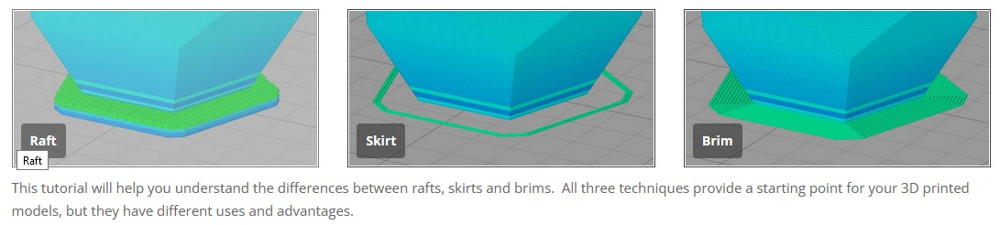 Raft
Skirt
Brim
Raft
This tutorial will help you understand the differences between rafts, skirts and brims.  All three techniques provide a starting point for your 3D printed
models, but they have different uses and advantages.